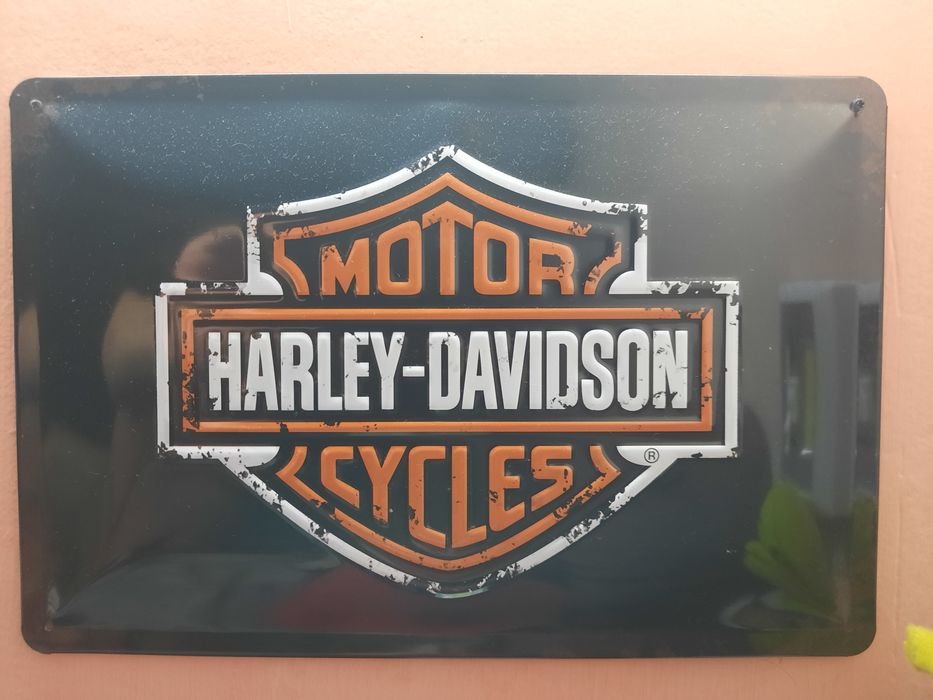 MOTOR
HARLEY-DAVIDSON
CYCLES
®